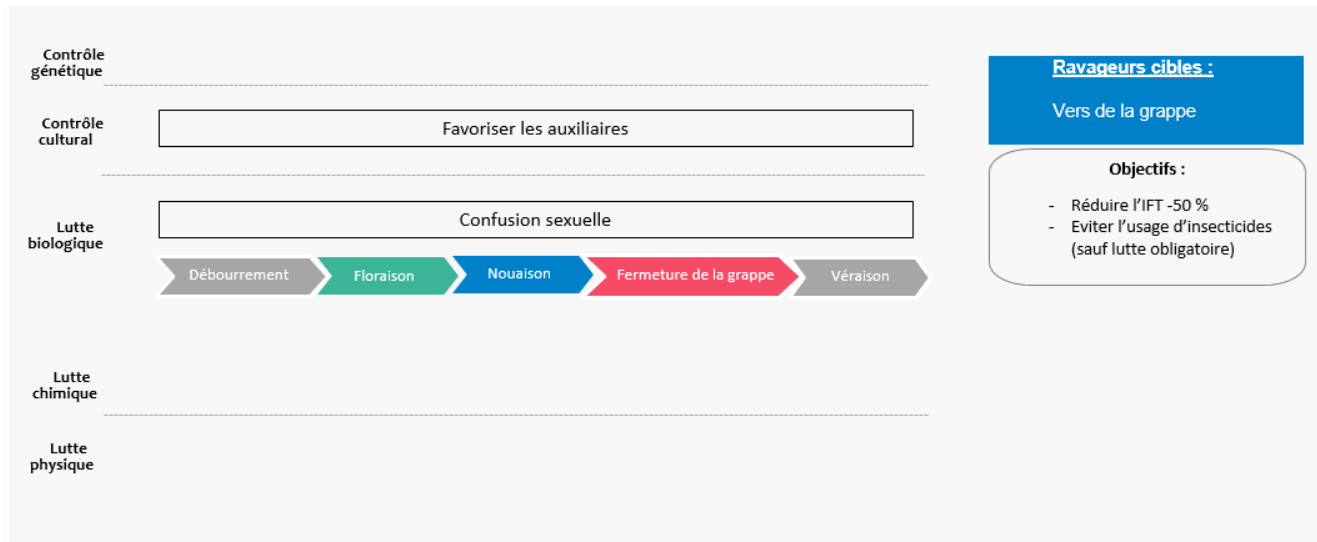 Contrôle
génétique
Contrôle
cultural
Favoriser les auxiliaires
Lutte
biologique
Confusion sexuelle
Débourrement
Floraison
Nouaison
Fermeture de la grappe
Véraison
Lutte
chimique
Lutte
physique
Ravageurs cibles :
Vers de la grappe
Objectifs :
- Réduire l'IFT -50 %
- Eviter l'usage d'insecticides
(sauf lutte obligatoire)